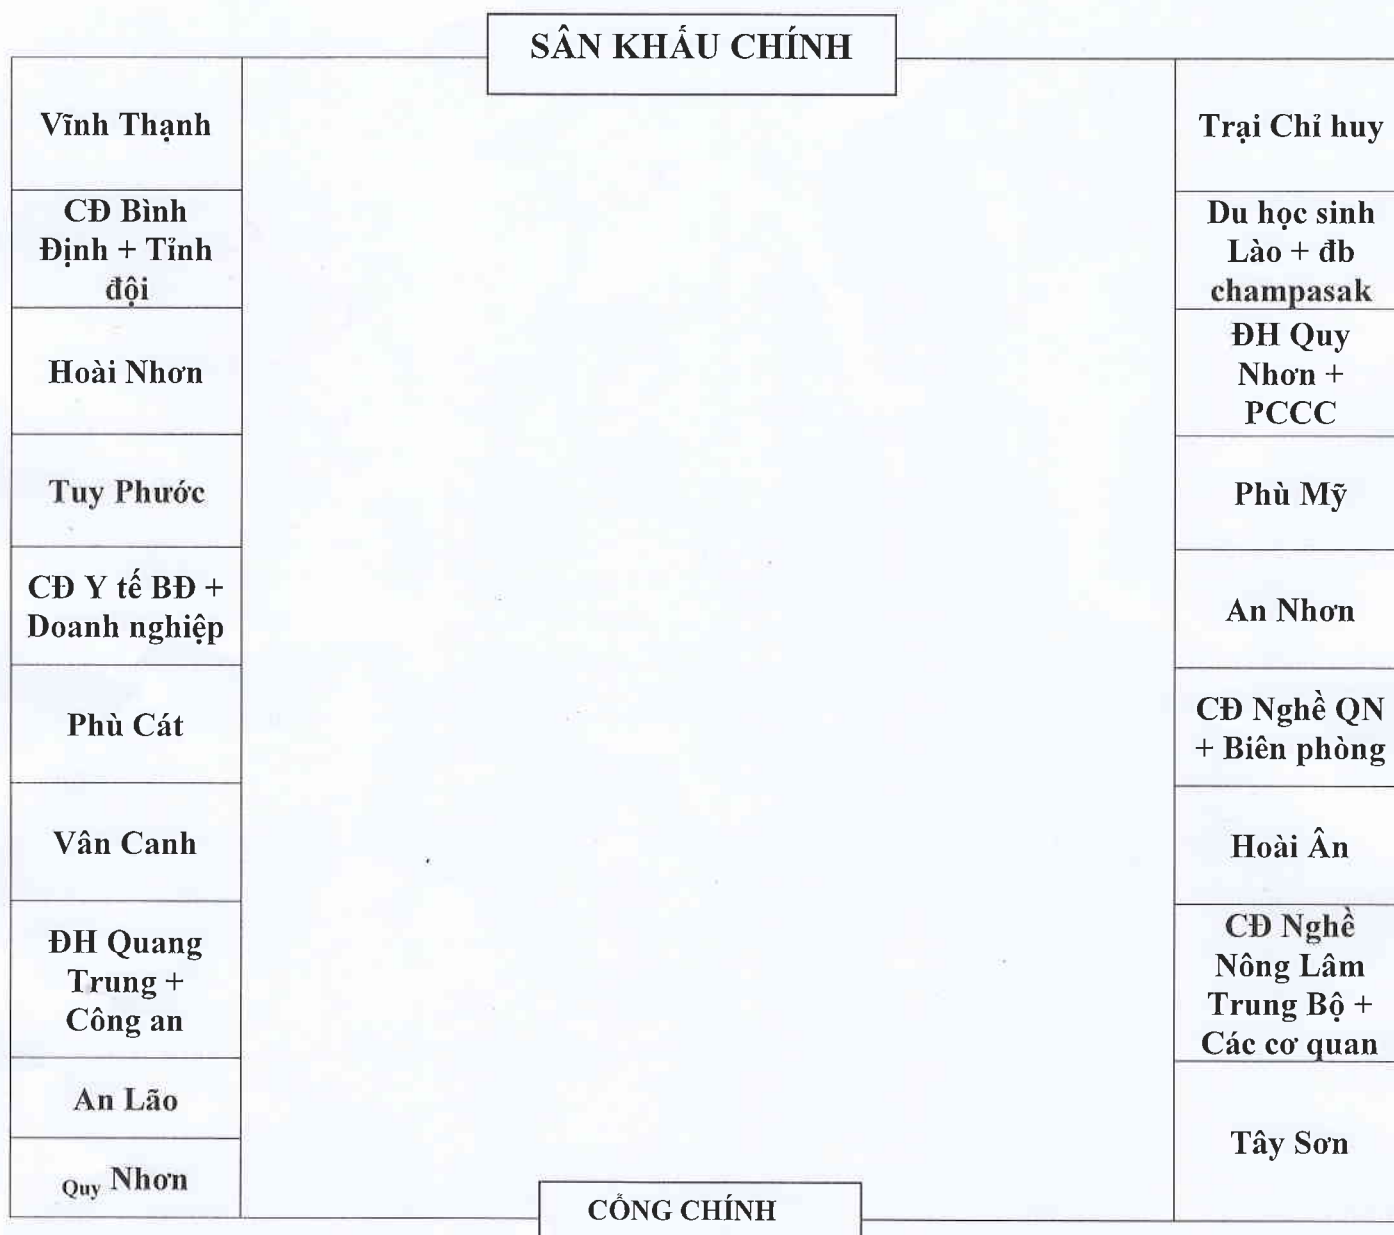 SÂN KHẤU CHÍNH
Vĩnh Thạnh
CĐ Bình
Định + Tỉnh
đội
Hoài Nhơn
Tuy Phước
CĐ Y tế BĐ +
Doanh nghiệp
Phù Cát
Vân Canh
ĐH Quang
Trung +
Công an
An Lão
Quy Nhơn
Trại Chỉ huy
Du học sinh
Lào + đb
champasak
ĐH Quy
Nhơn +
PCCC
Phù Mỹ
An Nhơn
CĐ Nghề QN
+ Biên phòng
Hoài Ân
CĐ Nghề
Nông Lâm
Trung Bộ +
Các cơ quan
Tây Sơn
CỔNG CHÍNH